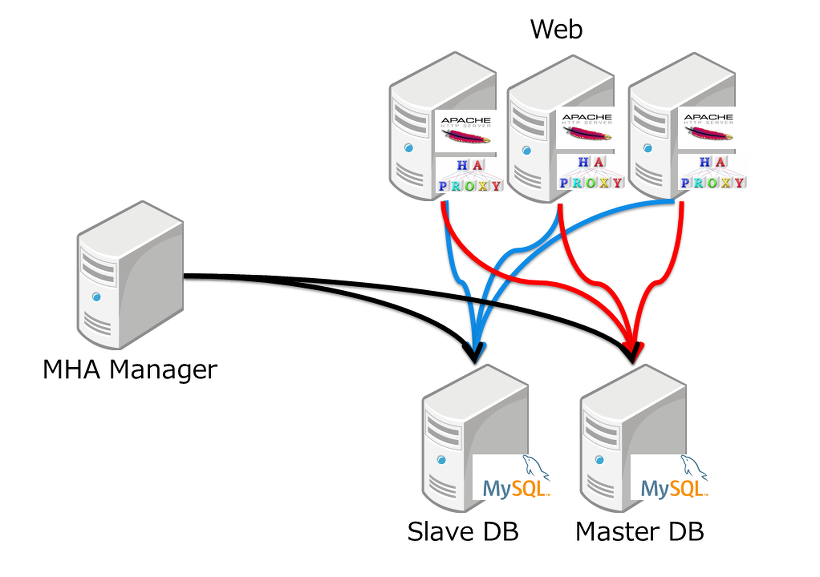 Web
APACHE
HTTP SERVER
HA
PROXY
APACHE
HTTP SERVER
HA
PROXY
APACHE
HTTP SERVER
HA
PROXY
MHA Manager
MySQL
MySQL
Slave DB
Master DB